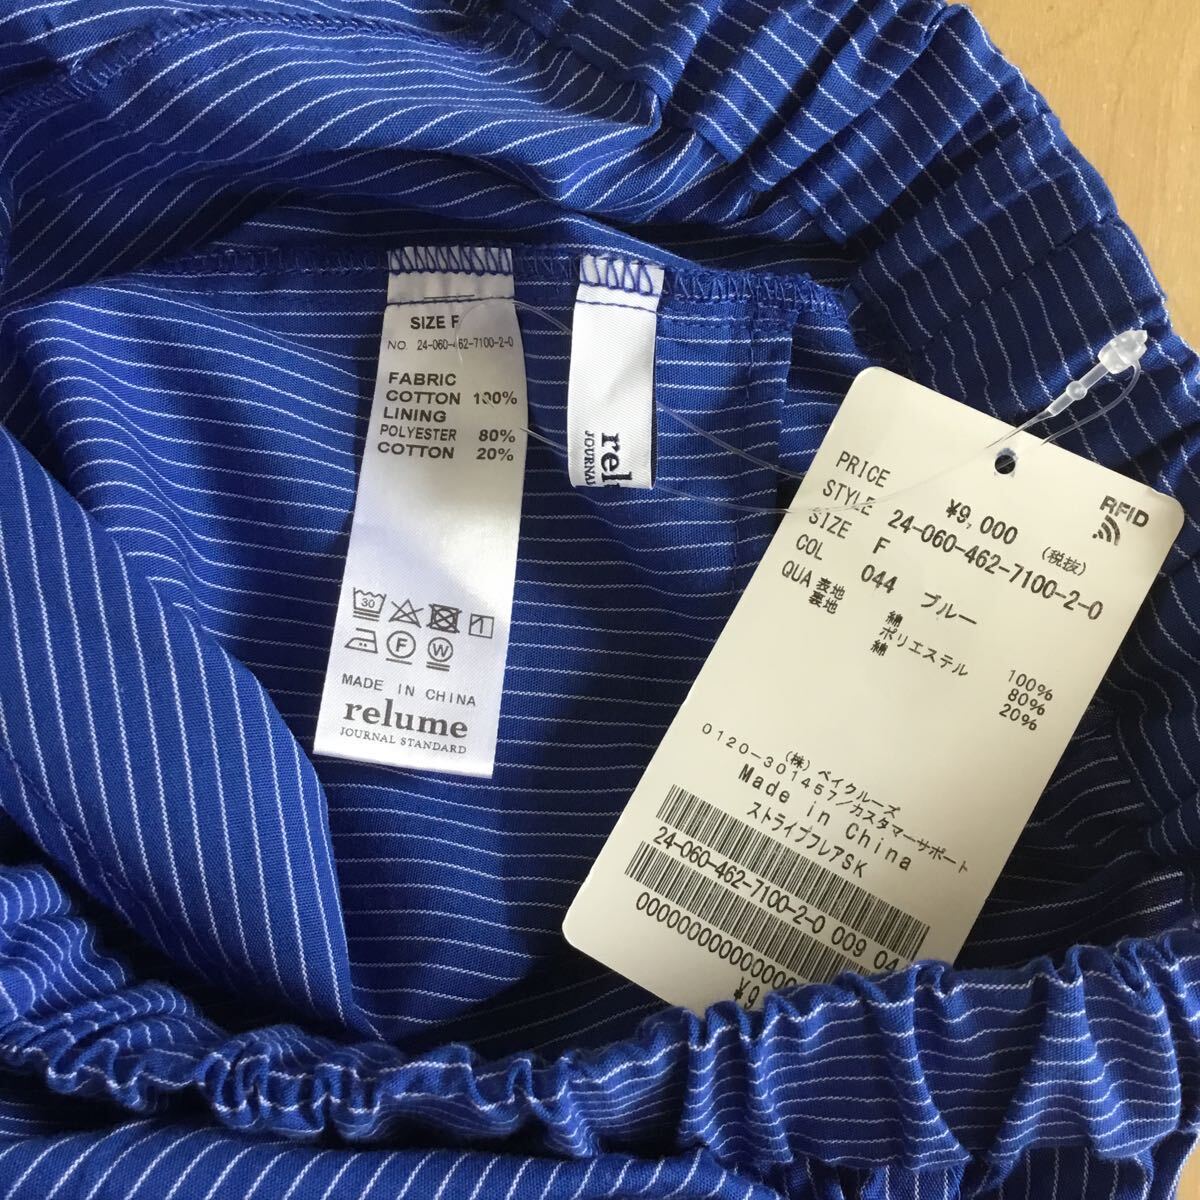 SIZE F
NO. 24-060-462-7100-2-0
FABRIC
COTTON 100%
LINING
POLYESTER 80%
COTTON 20%
30
F
W
MADE IN CHINA
relume
JOURNAL STANDARD
PRICE ¥9,000 (税抜)
STYLE 24-060-462-7100-2-0
SIZE F
COL 044 ブルー
QUA 表地 綿 100%
裏地 ポリエステル 80%
綿 20%
RFID
(株) ベイクルーズ
0120-301457/カスタマーサポート
Made in China
ストライプフレアSK
24-060-462-7100-2-0 009 04